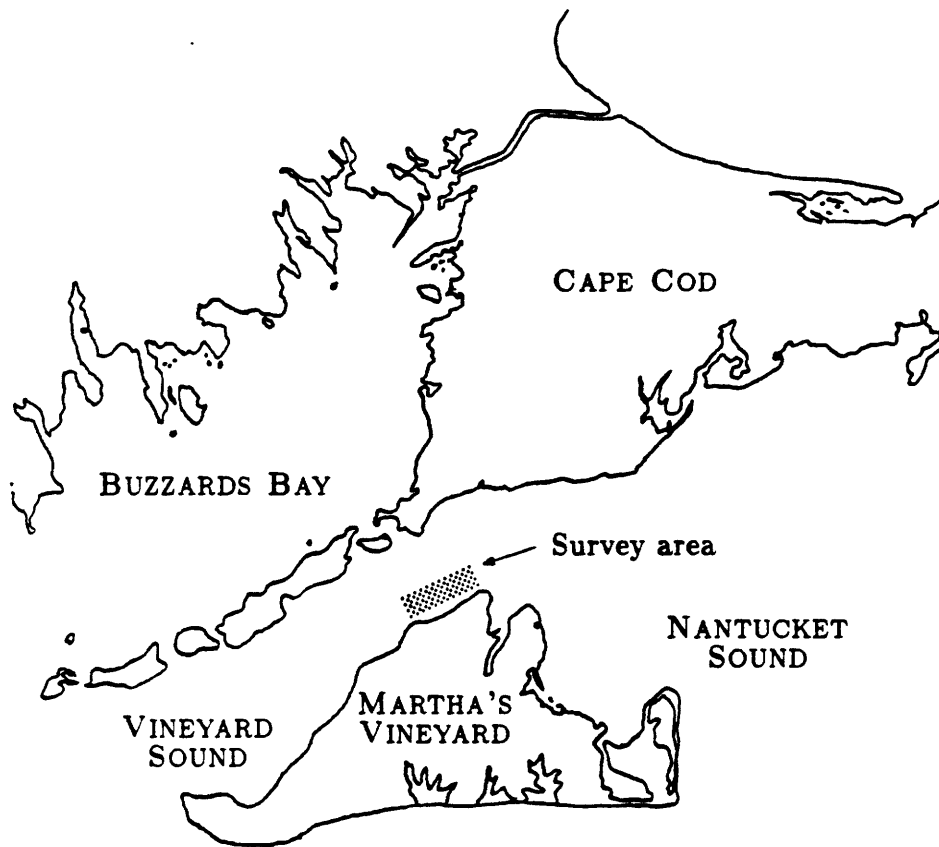 CAPE COD
BUZZARDS BAY
Survey area
NANTUCKET
SOUND
MARTHA'S
VINEYARD
VINEYARD
SOUND